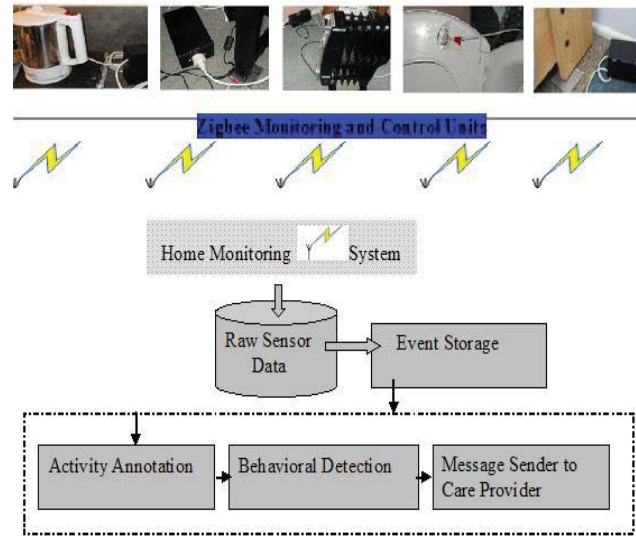 Zigbee Monitoring and Control Units
Home Monitoring System
Raw Sensor
Data
Event Storage
Activity Annotation
Behavioral Detection
Message Sender to
Care Provider